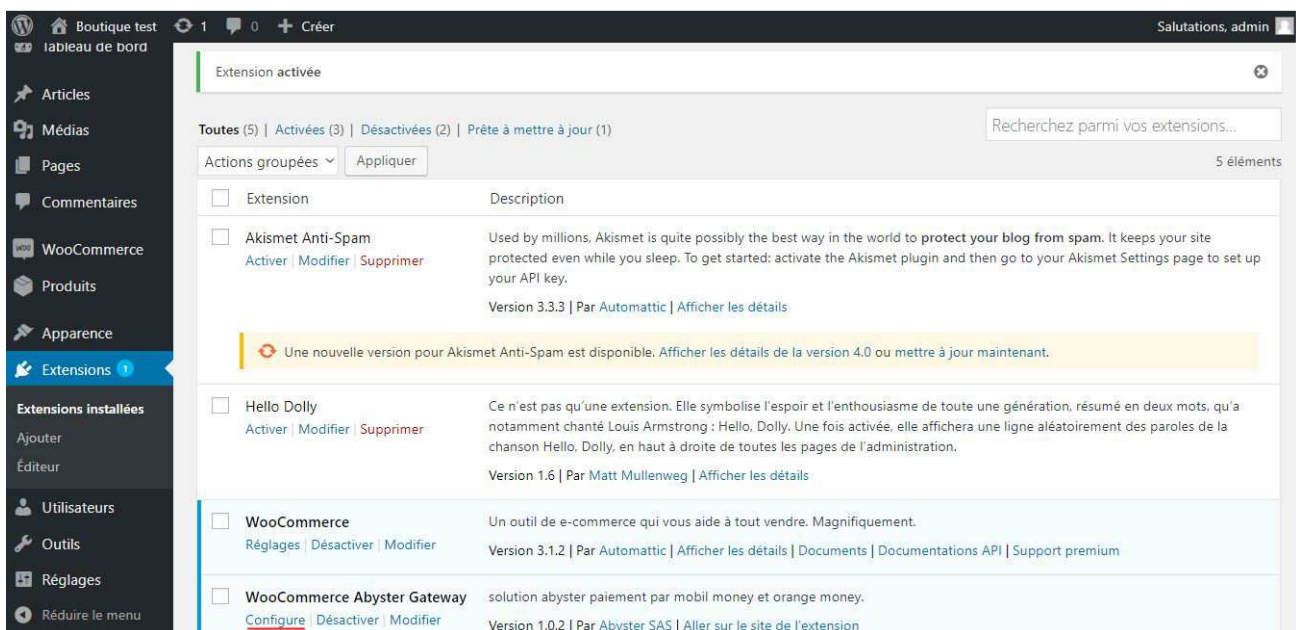 Boutique test 1 0 Créer Salutations, admin
Tableau de bord
Extension activée
Articles
Médias
Toutes (5) | Activées (3) | Désactivées (2) | Prête à mettre à jour (1)
Recherchez parmi vos extensions...
Pages
Actions groupées Appliquer 5 éléments
Commentaires
Extension Description
WooCommerce
Produits
Apparence
Extensions 1
Extensions installées
Ajouter
Éditeur
Utilisateurs
Outils
Réglages
Réduire le menu
Akismet Anti-Spam
Activer | Modifier | Supprimer
Used by millions, Akismet is quite possibly the best way in the world to protect your blog from spam. It keeps your site
protected even while you sleep. To get started: activate the Akismet plugin and then go to your Akismet Settings page to set up
your API key.
Version 3.3.3 | Par Automattic | Afficher les détails
Une nouvelle version pour Akismet Anti-Spam est disponible. Afficher les détails de la version 4.0 ou mettre à jour maintenant.
Hello Dolly
Activer | Modifier | Supprimer
Ce n'est pas qu'une extension. Elle symbolise l'espoir et l'enthousiasme de toute une génération, résumé en deux mots, qu'a
notamment chanté Louis Armstrong : Hello, Dolly. Une fois activée, elle affichera une ligne aléatoirement des paroles de la
chanson Hello, Dolly, en haut à droite de toutes les pages de l'administration.
Version 1.6 | Par Matt Mullenweg | Afficher les détails
WooCommerce
Réglages | Désactiver | Modifier
Un outil de e-commerce qui vous aide à tout vendre. Magnifiquement.
Version 3.1.2 | Par Automattic | Afficher les détails | Documents | Documentations API | Support premium
WooCommerce Abyster Gateway
Configure | Désactiver | Modifier
solution abyster paiement par mobil money et orange money.
Version 1.0.2 | Par Abyster SAS | Aller sur le site de l'extension